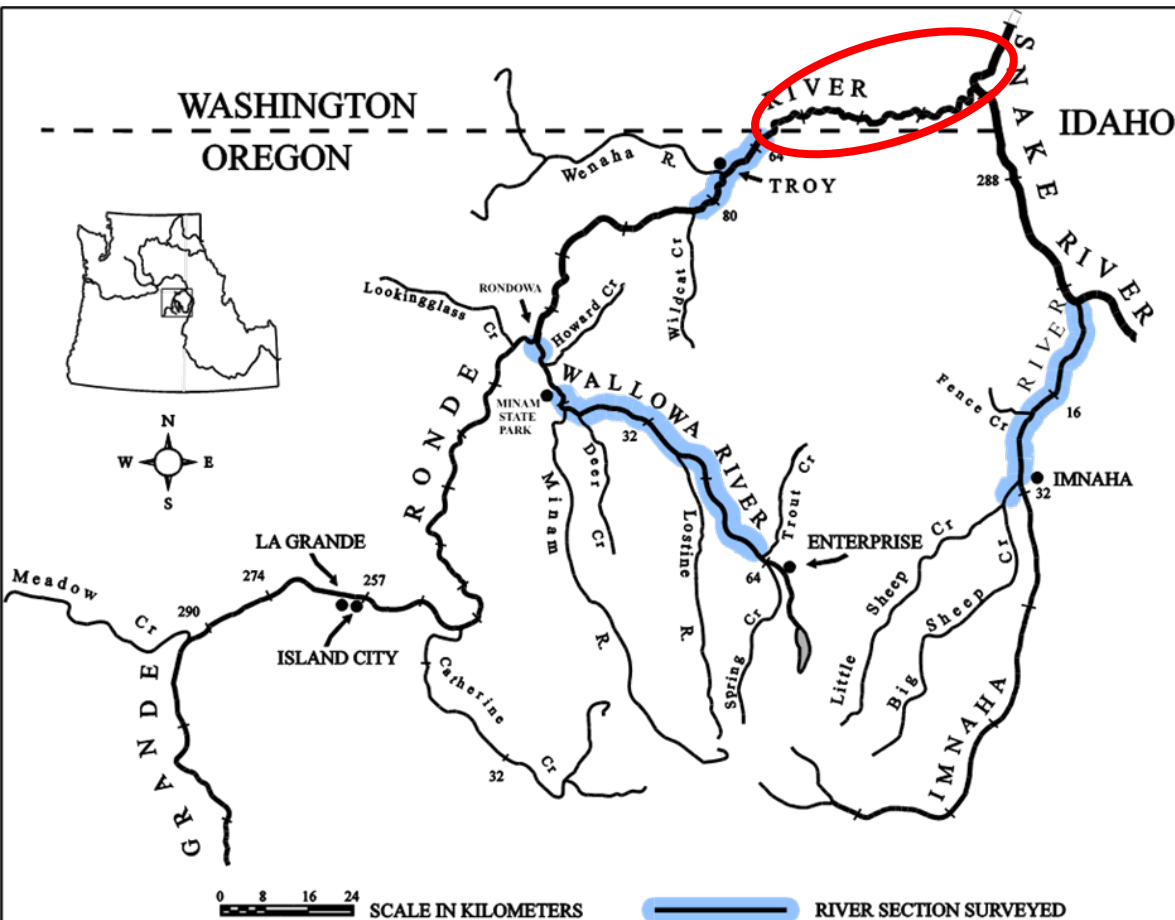 WASHINGTON
OREGON
IDAHO
RIVER
SNAKE RIVER
Wenaha R.
64
TROY
80
288
Wildcat Cr
Lookingglass Cr
RONDOWA
Howard Cr
WALLOWA RIVER
MINAM
STATE
PARK
32
Deer Cr
Minam R.
Lostine R.
Trout Cr
ENTERPRISE
64
Spring Cr
Fence Cr
RIVER
16
IMNAHA
32
Little Sheep Cr
Big Sheep Cr
IMNAHA
N
W E
S
RONDE
LA GRANDE
274
257
290
Meadow Cr
ISLAND CITY
Catherine Cr
32
GRANDE
0 8 16 24
SCALE IN KILOMETERS
RIVER SECTION SURVEYED